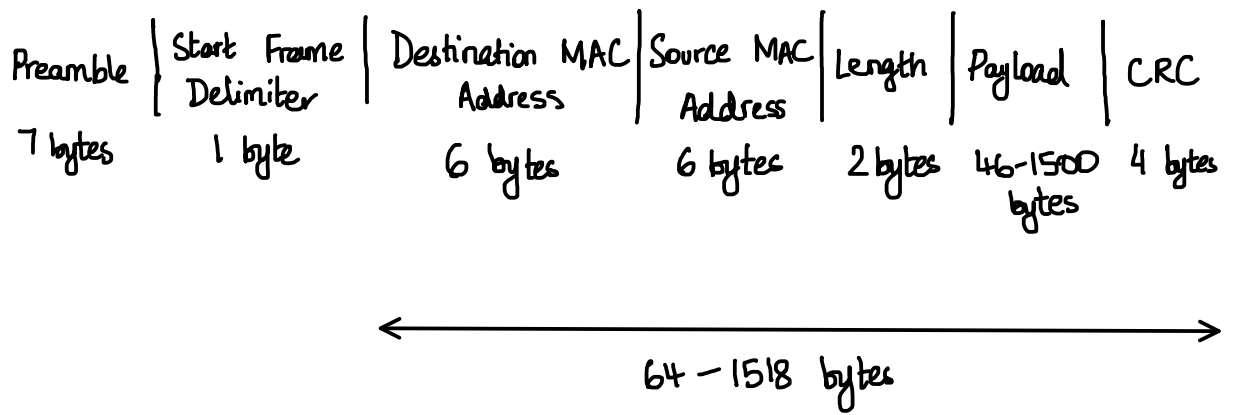 Preamble
7 bytes
Start Frame
Delimiter
1 byte
Destination MAC
Address
6 bytes
Source MAC
Address
6 bytes
Length
2 bytes
Payload
46-1500
bytes
CRC
4 bytes
64-1518 bytes